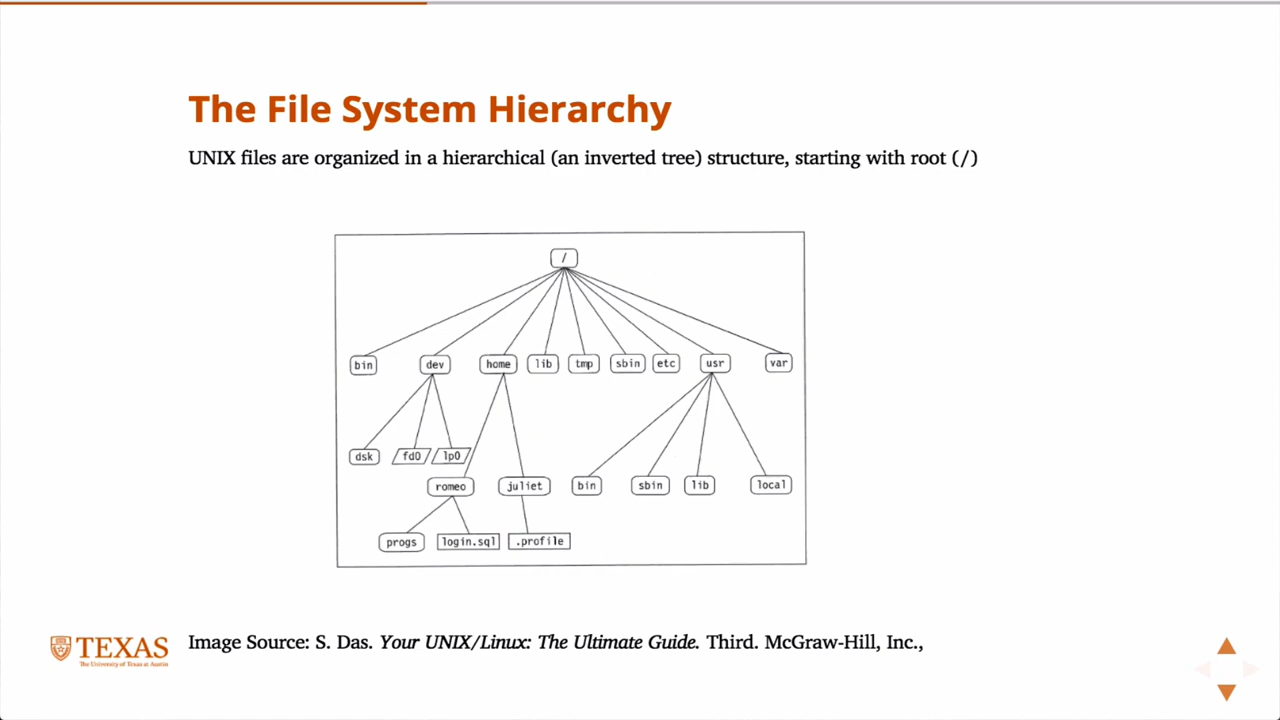 The File System Hierarchy
UNIX files are organized in a hierarchical (an inverted tree) structure, starting with root (/)
/
bin dev home lib tmp sbin etc usr var
dsk fd0 lp0
romeo juliet bin sbin lib local
progs login.sql .profile
TEXAS
The University of Texas at Austin
Image Source: S. Das. Your UNIX/Linux: The Ultimate Guide. Third. McGraw-Hill, Inc.,